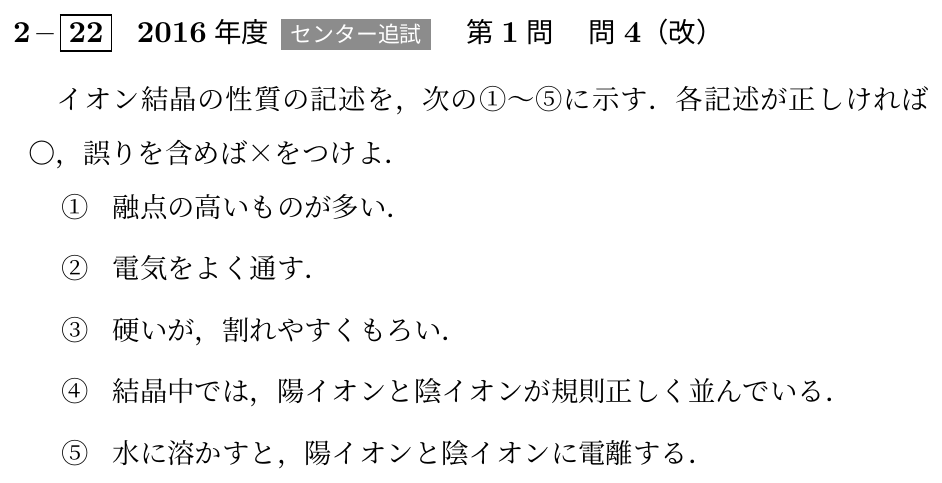 2－22 2016 年度 センター追試 第 1 問 問 4（改）
イオン結晶の性質の記述を，次の①～⑤に示す．各記述が正しければ
○，誤りを含めば×をつけよ．
① 融点の高いものが多い．
② 電気をよく通す．
③ 硬いが，割れやすくもろい．
④ 結晶中では，陽イオンと陰イオンが規則正しく並んでいる．
⑤ 水に溶かすと，陽イオンと陰イオンに電離する．